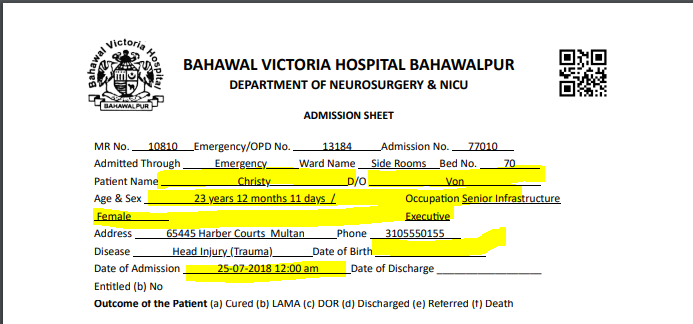 Bahawal Victoria Hospital
BAHAWALPUR
BAHAWAL VICTORIA HOSPITAL BAHAWALPUR
DEPARTMENT OF NEUROSURGERY & NICU
ADMISSION SHEET
MR No. 10810 Emergency/OPD No. 13184 Admission No. 77010
Admitted Through Emergency Ward Name Side Rooms Bed No. 70
Patient Name Christy D/O Von
Age & Sex 23 years 12 months 11 days / Occupation Senior Infrastructure
Female Executive
Address 65445 Harber Courts Multan Phone 3105550155
Disease Head Injury (Trauma) Date of Birth
Date of Admission 25-07-2018 12:00 am Date of Discharge ___________________
Entitled (b) No
Outcome of the Patient (a) Cured (b) LAMA (c) DOR (d) Discharged (e) Referred (f) Death